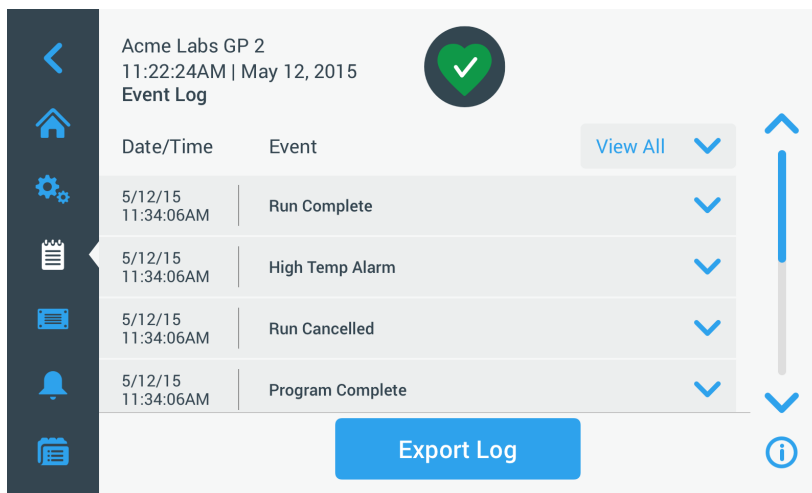 Acme Labs GP 2
11:22:24AM | May 12, 2015
Event Log
Date/Time Event View All
5/12/15
11:34:06AM
Run Complete
5/12/15
11:34:06AM
High Temp Alarm
5/12/15
11:34:06AM
Run Cancelled
5/12/15
11:34:06AM
Program Complete
Export Log